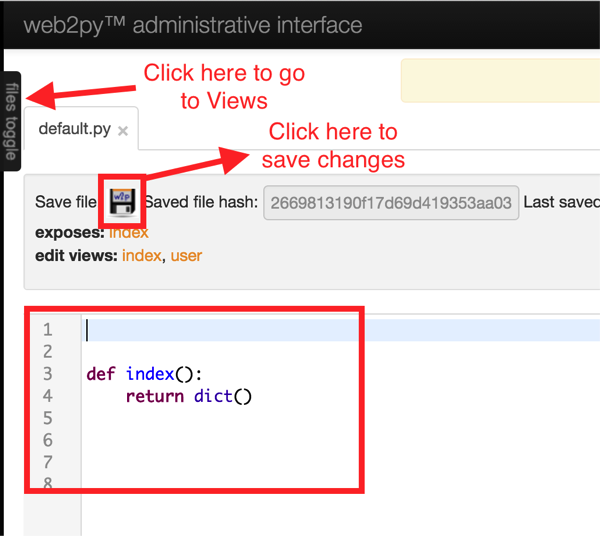 web2py™ administrative interface
Click here to go
to Views
files toggle
default.py ×
Click here to
save changes
Save file w2p Saved file hash: 2669813190f17d69d419353aa03 Last saved
exposes: index
edit views: index, user
1
2
3 def index():
4 return dict()
5
6
7
8